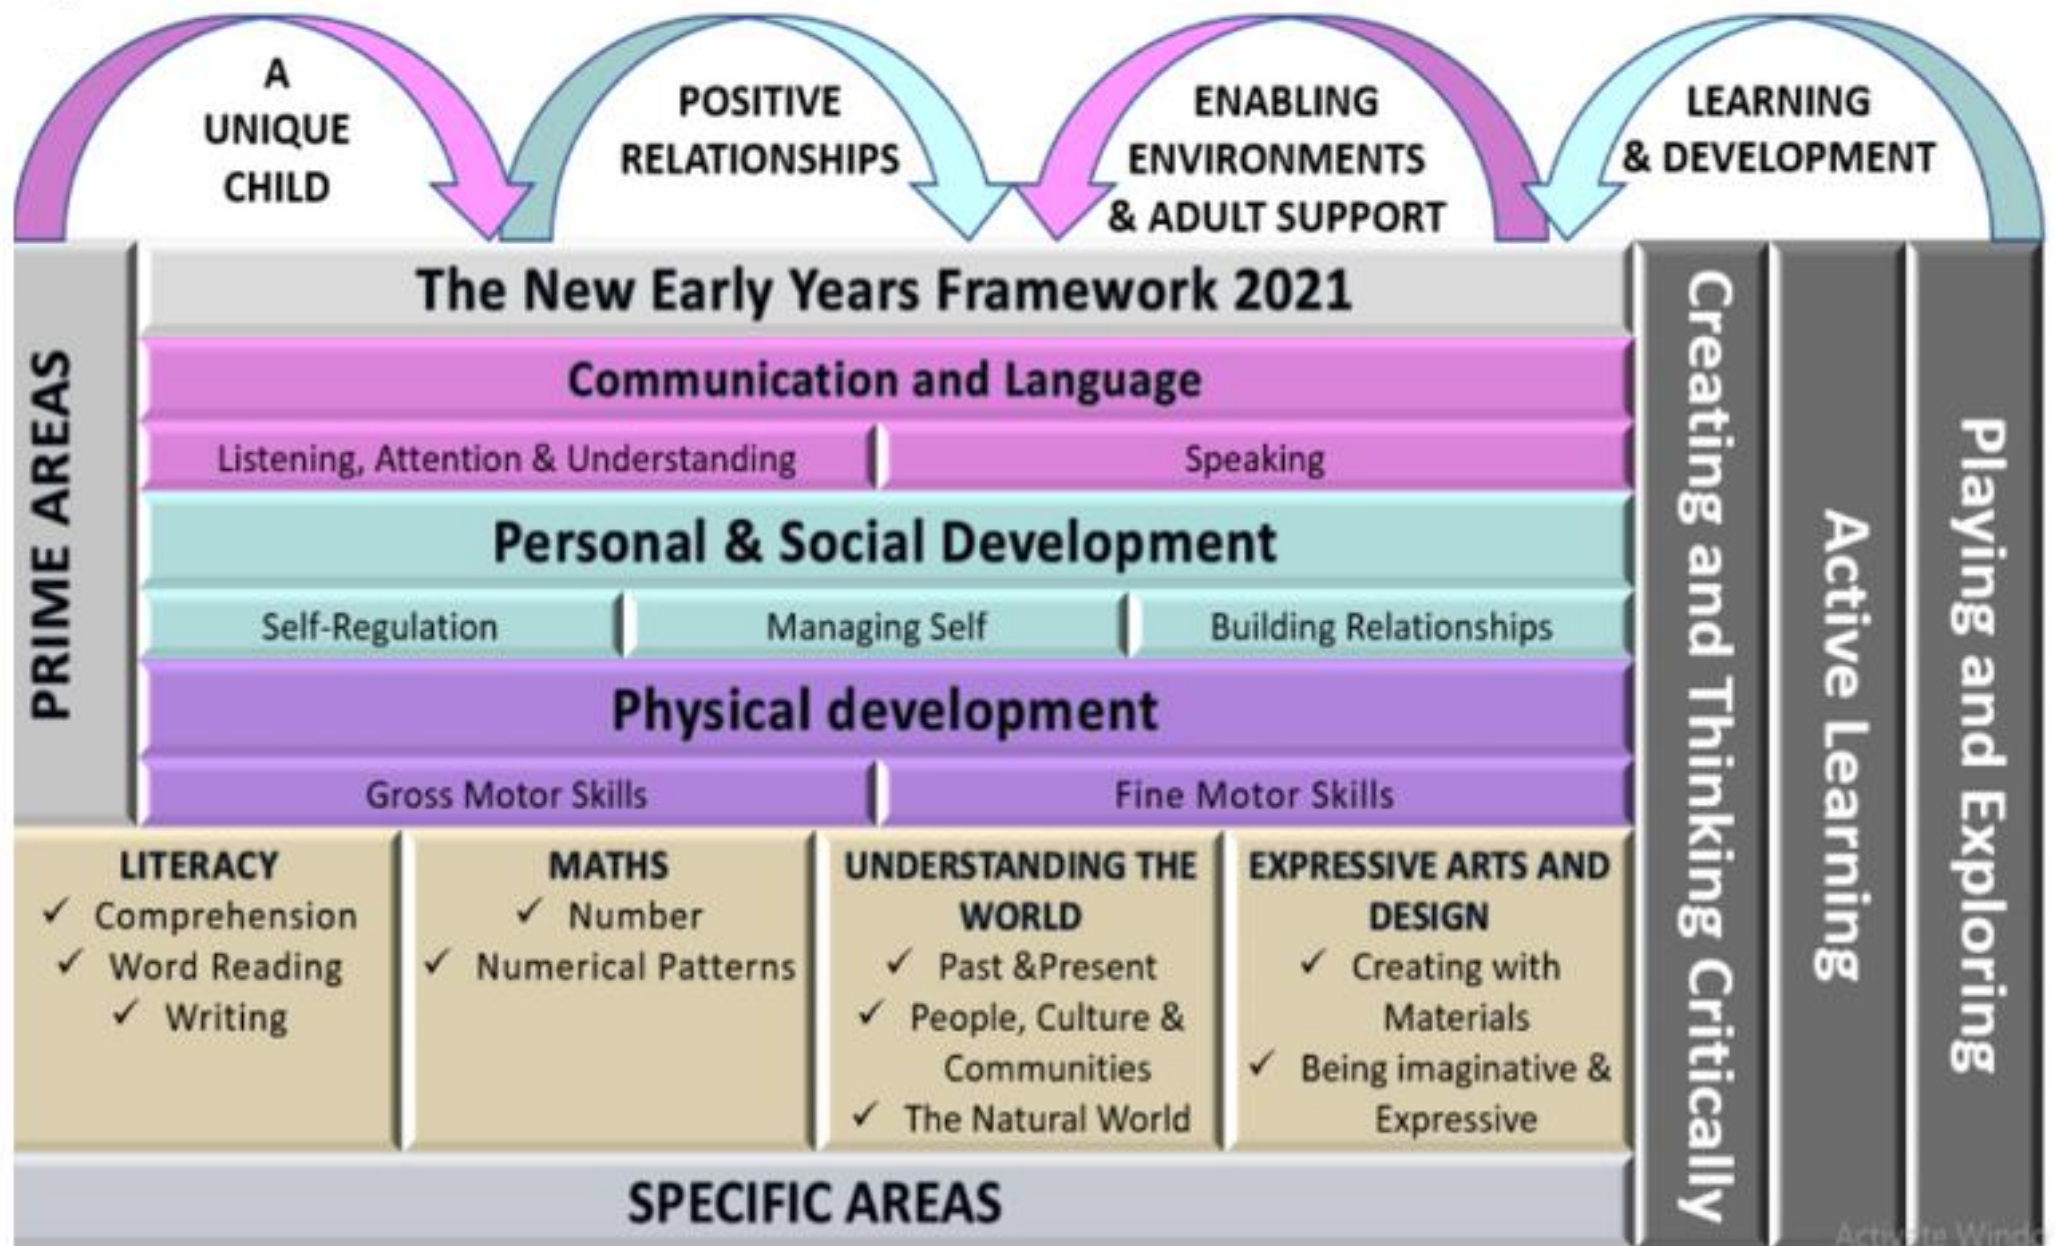 A
UNIQUE
CHILD
POSITIVE
RELATIONSHIPS
ENABLING
ENVIRONMENTS
& ADULT SUPPORT
LEARNING
& DEVELOPMENT
PRIME AREAS
The New Early Years Framework 2021
Communication and Language
Listening, Attention & Understanding
Speaking
Personal & Social Development
Self-Regulation
Managing Self
Building Relationships
Physical development
Gross Motor Skills
Fine Motor Skills
LITERACY
✓ Comprehension
✓ Word Reading
✓ Writing
MATHS
✓ Number
✓ Numerical Patterns
UNDERSTANDING THE
WORLD
✓ Past &Present
✓ People, Culture &
Communities
✓ The Natural World
EXPRESSIVE ARTS AND
DESIGN
✓ Creating with
Materials
✓ Being imaginative &
Expressive
SPECIFIC AREAS
Creating and Thinking Critically
Active Learning
Playing and Exploring
Activate Windo